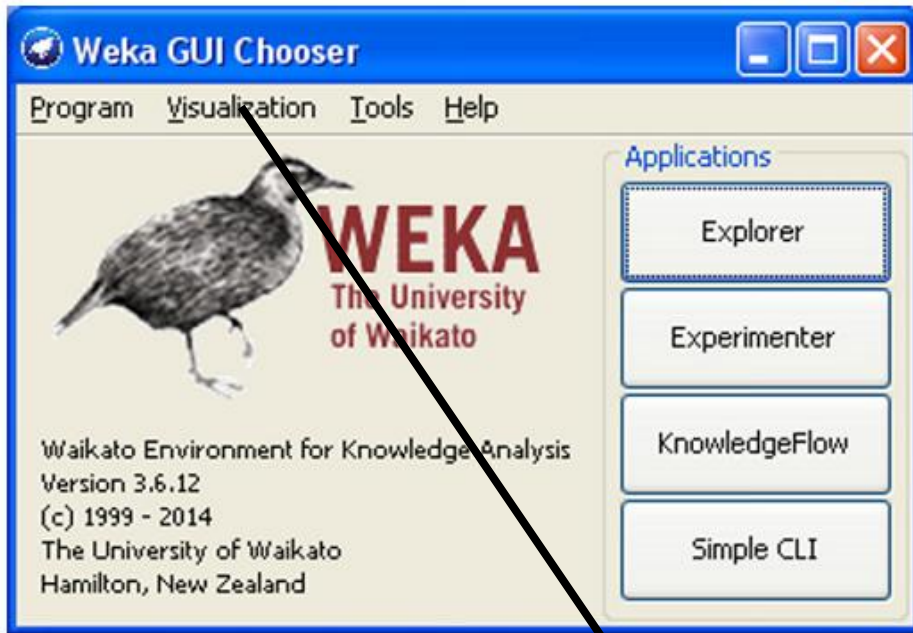 Weka GUI Chooser
Program Visualization Tools Help
WEKA
The University
of Waikato
Waikato Environment for Knowledge Analysis
Version 3.6.12
(c) 1999 - 2014
The University of Waikato
Hamilton, New Zealand
Applications
Explorer
Experimenter
KnowledgeFlow
Simple CLI